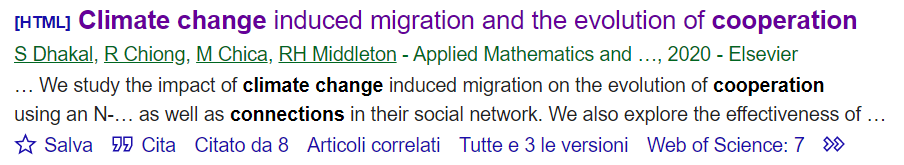 [HTML] Climate change induced migration and the evolution of cooperation
S Dhakal, R Chiong, M Chica, RH Middleton - Applied Mathematics and …, 2020 - Elsevier
… We study the impact of climate change induced migration on the evolution of cooperation
using an N-… as well as connections in their social network. We also explore the effectiveness of …
Salva Cita Citato da 8 Articoli correlati Tutte e 3 le versioni Web of Science: 7